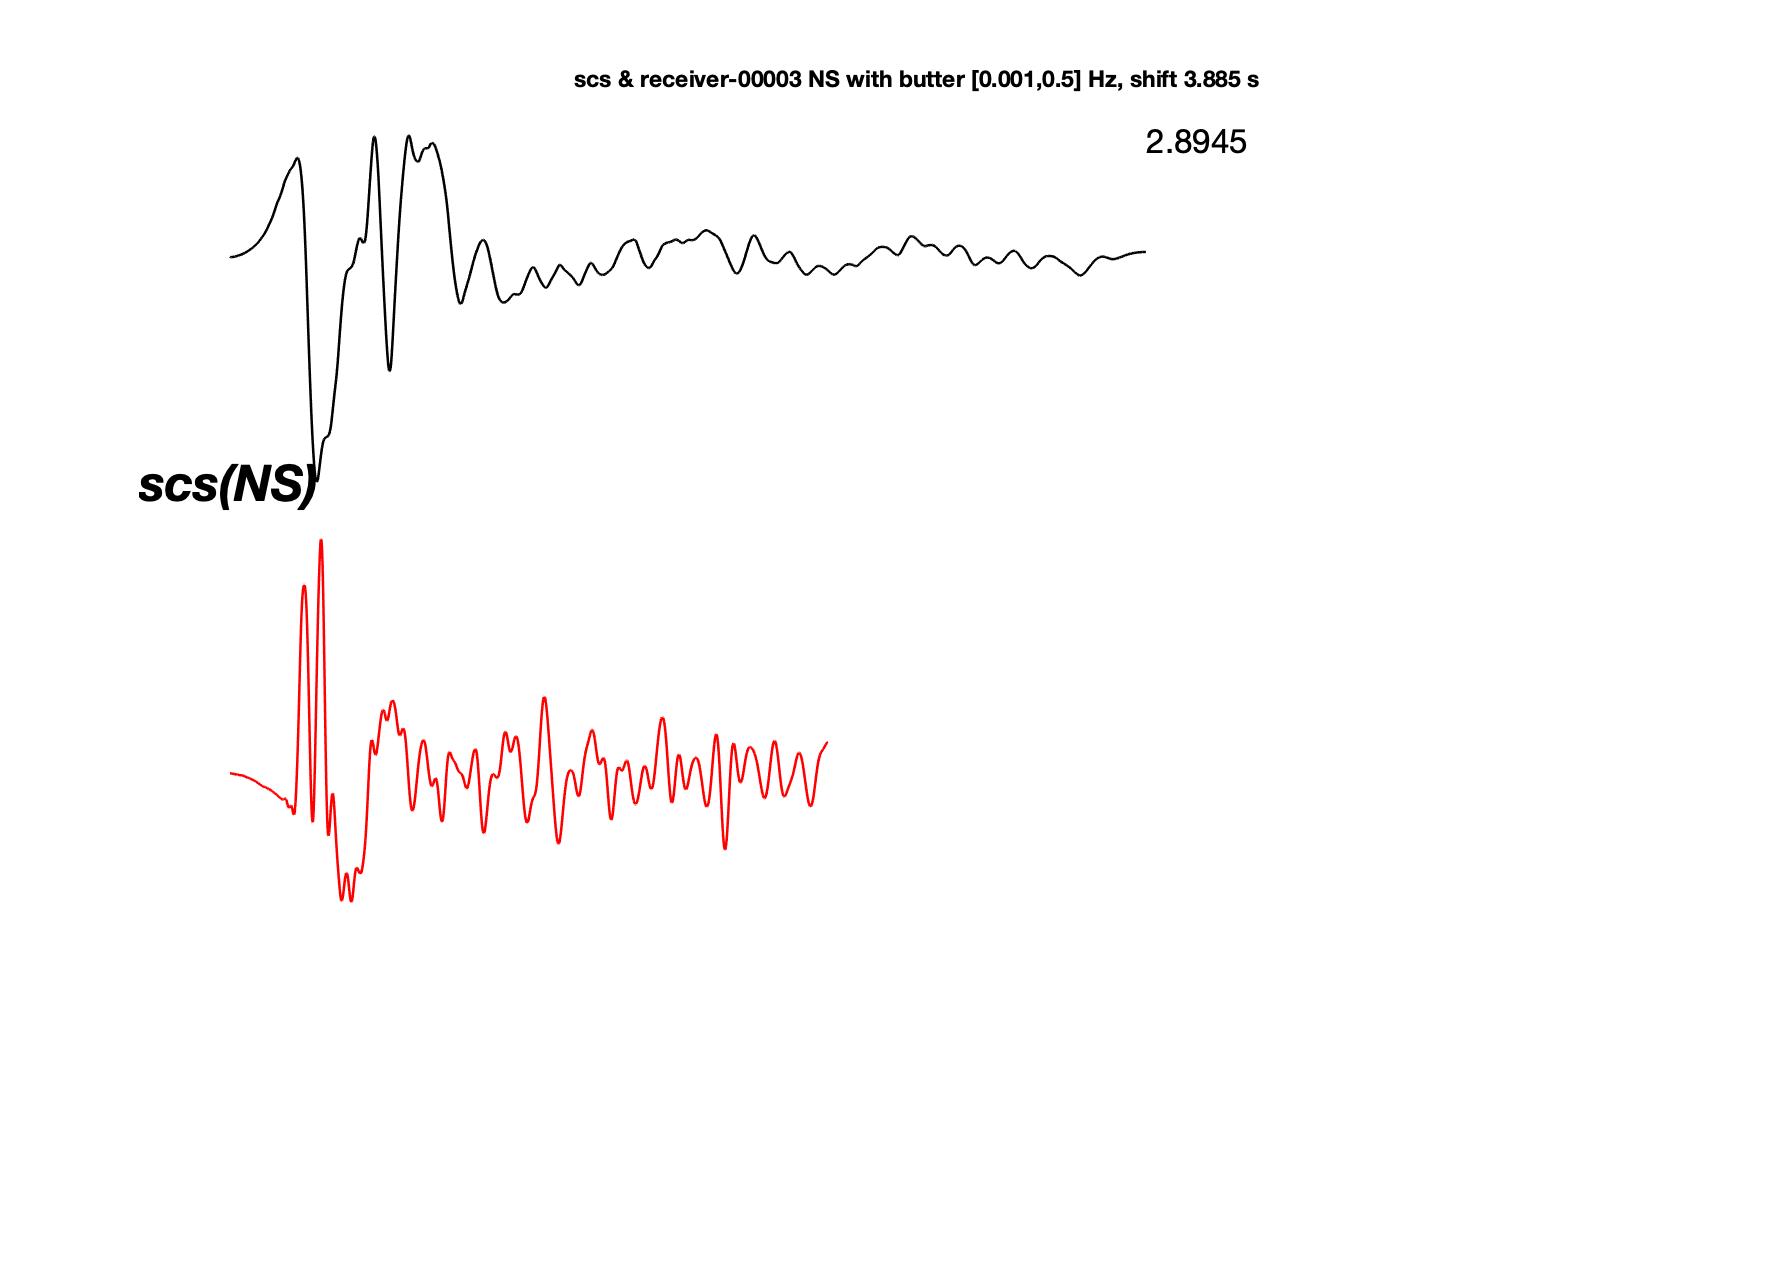 scs & receiver-00003 NS with butter [0.001,0.5] Hz, shift 3.885 s
2.8945
scs(NS)